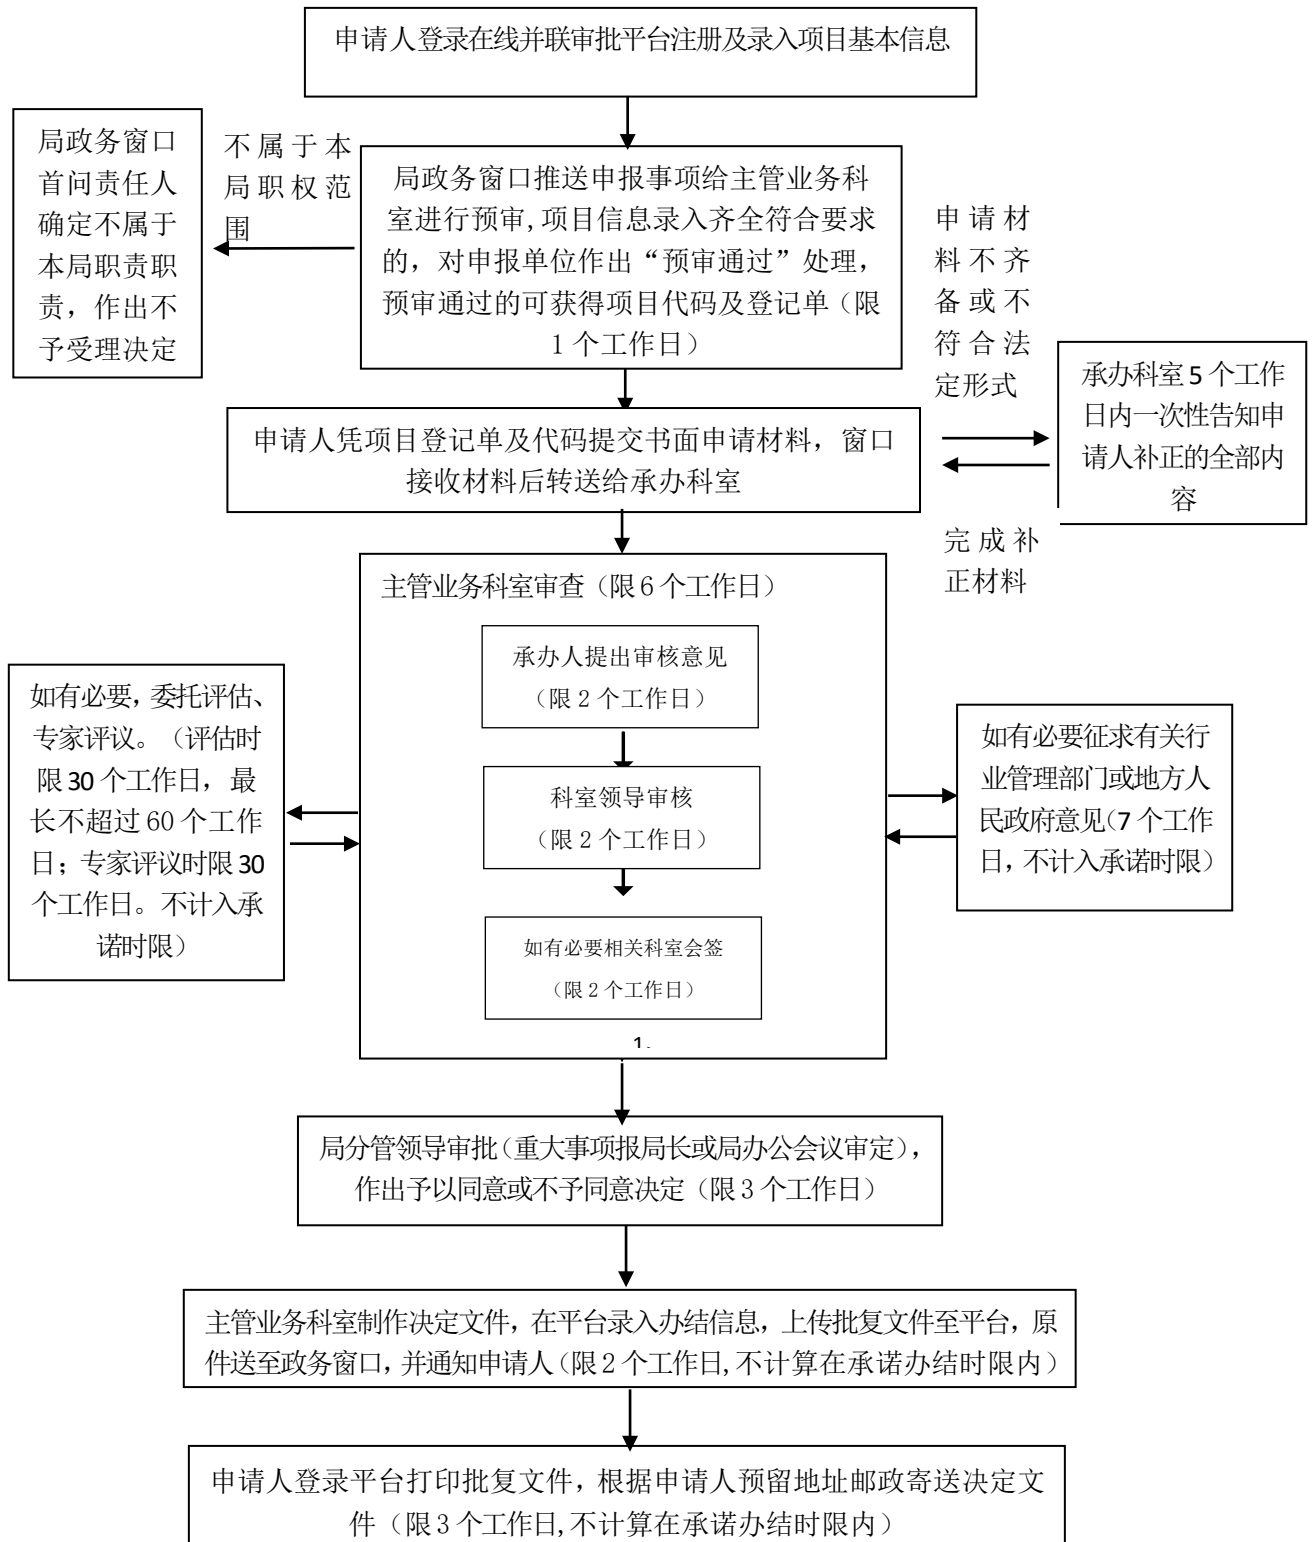 申请人登录在线并联审批平台注册及录入项目基本信息
局政务窗口
首问责任人
确定不属于
本局职责职
责，作出不
予受理决定
不属于本
局职权范
围
局政务窗口推送申报事项给主管业务科
室进行预审,项目信息录入齐全符合要求
的，对申报单位作出“预审通过”处理，
预审通过的可获得项目代码及登记单（限
1个工作日）
申请材
料不齐
备或不
符合法
定形式
承办科室5个工作
日内一次性告知申
请人补正的全部内
容
申请人凭项目登记单及代码提交书面申请材料，窗口
接收材料后转送给承办科室
完成补
正材料
主管业务科室审查（限6个工作日）
承办人提出审核意见
（限2个工作日）
科室领导审核
（限2个工作日）
如有必要相关科室会签
（限2个工作日）
1.
如有必要，委托评估、
专家评议。（评估时
限30个工作日，最
长不超过60个工作
日；专家评议时限30
个工作日。不计入承
诺时限）
如有必要征求有关行
业管理部门或地方人
民政府意见（7个工作
日，不计入承诺时限）
局分管领导审批（重大事项报局长或局办公会议审定），
作出予以同意或不予同意决定（限3个工作日）
主管业务科室制作决定文件，在平台录入办结信息，上传批复文件至平台，原
件送至政务窗口，并通知申请人（限2个工作日,不计算在承诺办结时限内）
申请人登录平台打印批复文件，根据申请人预留地址邮政寄送决定文
件（限3个工作日,不计算在承诺办结时限内）